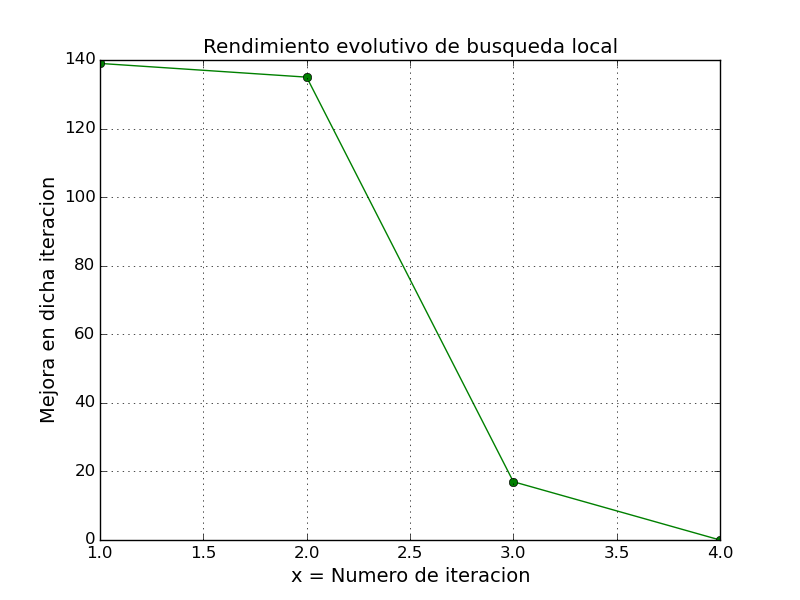 Rendimiento evolutivo de busqueda local
Mejora en dicha iteracion
140
120
100
80
60
40
20
0
1.0 1.5 2.0 2.5 3.0 3.5 4.0
x = Numero de iteracion